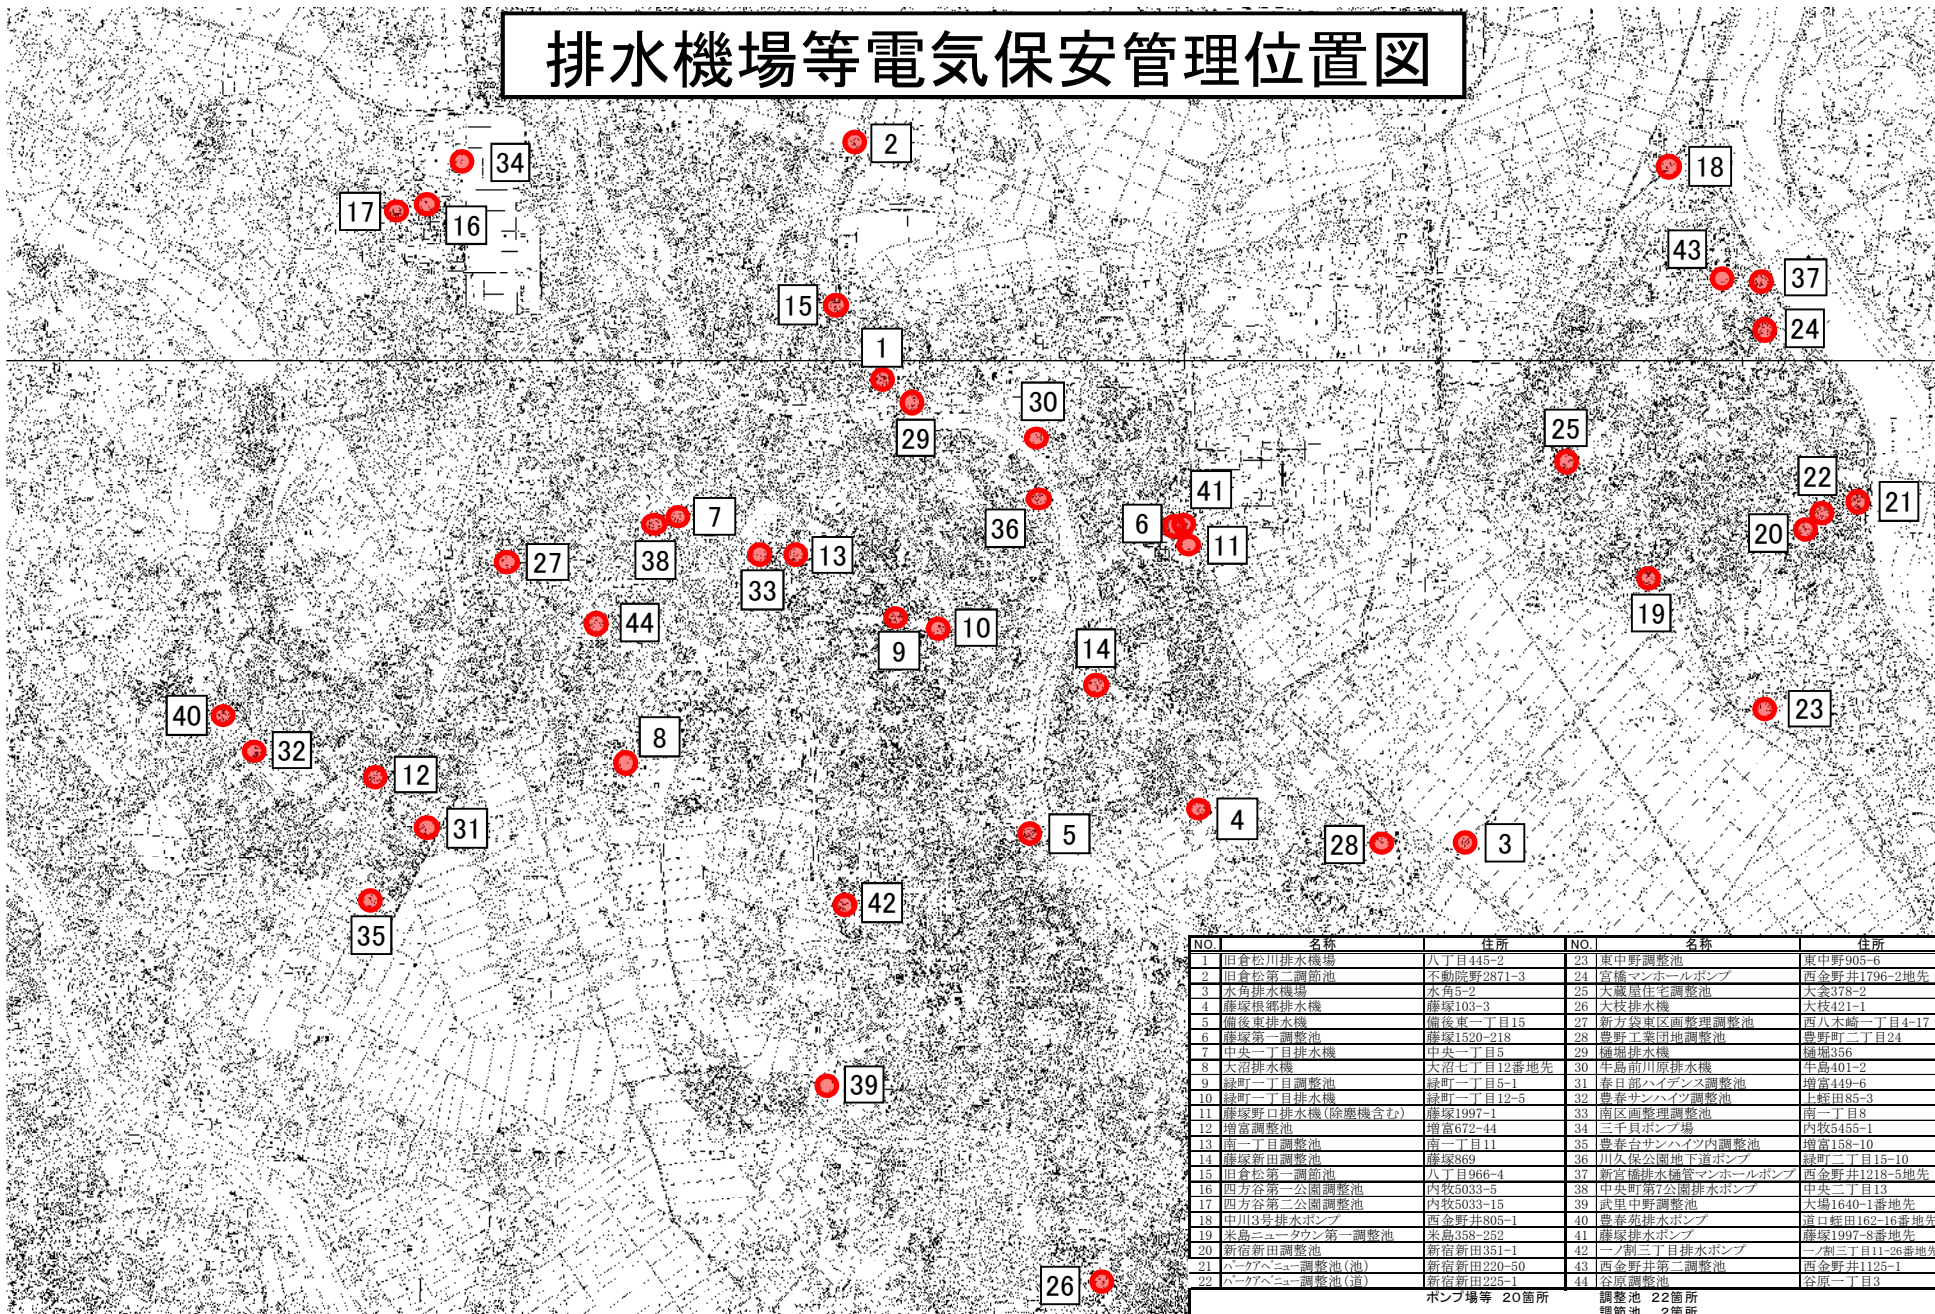 排水機場等電気保安管理位置図
2
34
18
17
16
43
37
15
24
1
30
29
25
22
41
21
7
36
6
20
11
27
38
13
33
19
44
10
9
14
40
23
8
32
12
31
4
5
28
3
42
35
39
26
NO. 名称 住所 NO. 名称 住所
1 旧倉松川排水機場 八丁目445-2 23 東中野調整池 東中野905-6
2 旧倉松第二調節池 不動院野2871-3 24 宮橋マンホールポンプ 西金野井1796-2地先
3 水角排水機場 水角5-2 25 大蔵屋住宅調整池 大衾378-2
4 藤塚根郷排水機 藤塚103-3 26 大枝排水機 大枝421-1
5 備後東排水機 備後東一丁目15 27 新方袋東区画整理調整池 西八木崎一丁目4-17
6 藤塚第一調整池 藤塚1520-218 28 豊野工業団地調整池 豊野町二丁目24
7 中央一丁目排水機 中央一丁目5 29 樋堀排水機 樋堀356
8 大沼排水機 大沼七丁目12番地先 30 牛島前川原排水機 牛島401-2
9 緑町一丁目調整池 緑町一丁目5-1 31 春日部ハイデンス調整池 増富449-6
10 緑町一丁目排水機 緑町一丁目12-5 32 豊春サンハイツ調整池 上蛭田85-3
11 藤塚野口排水機(除塵機含む) 藤塚1997-1 33 南区画整理調整池 南一丁目8
12 増富調整池 増富672-44 34 三千貝ポンプ場 内牧5455-1
13 南一丁目調整池 南一丁目11 35 豊春台サンハイツ内調整池 増富158-10
14 藤塚新田調整池 藤塚869 36 川久保公園地下道ポンプ 緑町二丁目15-10
15 旧倉松第一調節池 八丁目966-4 37 新宮橋排水樋管マンホールポンプ 西金野井1218-5地先
16 四方谷第一公園調整池 内牧5033-5 38 中央町第7公園排水ポンプ 中央二丁目13
17 四方谷第二公園調整池 内牧5033-15 39 武里中野調整池 大場1640-1番地先
18 中川3号排水ポンプ 西金野井805-1 40 豊春苑排水ポンプ 道口蛭田162-16番地先
19 米島ニュータウン第一調整池 米島358-252 41 藤塚排水ポンプ 藤塚1997-8番地先
20 新宿新田調整池 新宿新田351-1 42 一ノ割三丁目排水ポンプ 一ノ割三丁目11-26番地先
21 パークアベニュー調整池(池) 新宿新田220-50 43 西金野井第二調整池 西金野井1125-1
22 パークアベニュー調整池(道) 新宿新田225-1 44 谷原調整池 谷原一丁目3
ポンプ場等 20箇所 調整池 22箇所
調節池 2箇所